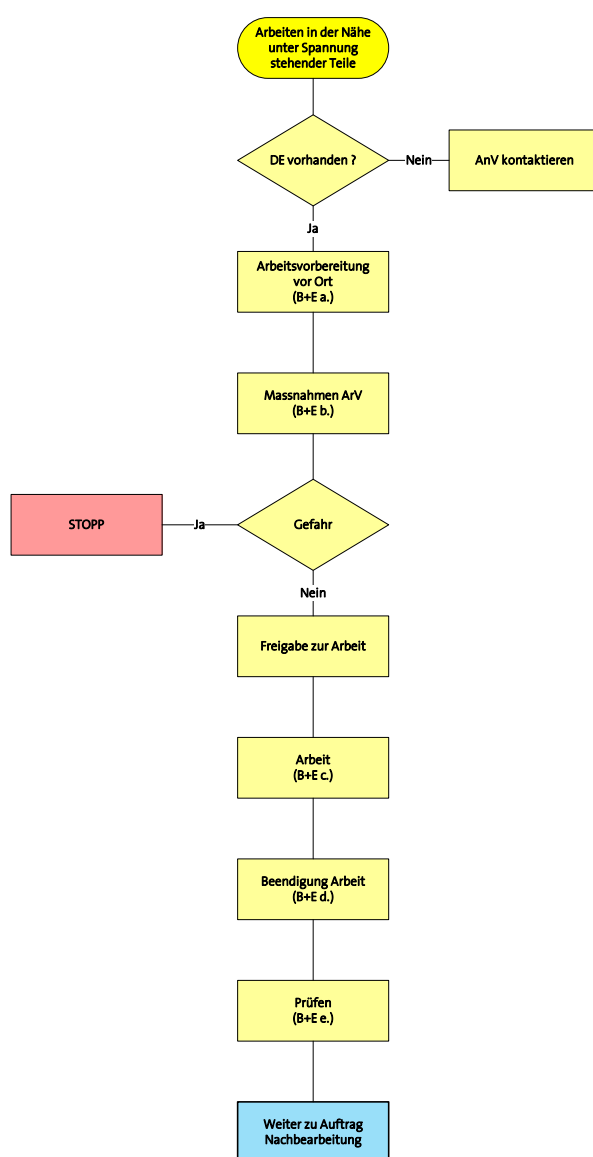 Arbeiten in der Nähe
unter Spannung
stehender Teile
DE vorhanden ?
Nein
AnV kontaktieren
Ja
Arbeitsvorbereitung
vor Ort
(B+E a.)
Massnahmen ArV
(B+E b.)
STOPP
Ja
Gefahr
Nein
Freigabe zur Arbeit
Arbeit
(B+E c.)
Beendigung Arbeit
(B+E d.)
Prüfen
(B+E e.)
Weiter zu Auftrag
Nachbearbeitung